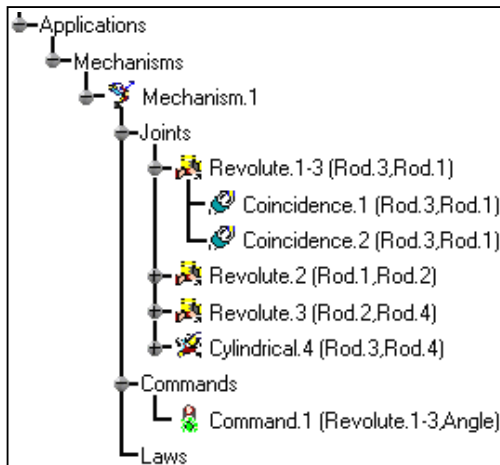 Applications
Mechanisms
Mechanism.1
Joints
Revolute.1-3 (Rod.3,Rod.1)
Coincidence.1 (Rod.3,Rod.1)
Coincidence.2 (Rod.3,Rod.1)
Revolute.2 (Rod.1,Rod.2)
Revolute.3 (Rod.2,Rod.4)
Cylindrical.4 (Rod.3,Rod.4)
Commands
Command.1 (Revolute.1-3,Angle)
Laws